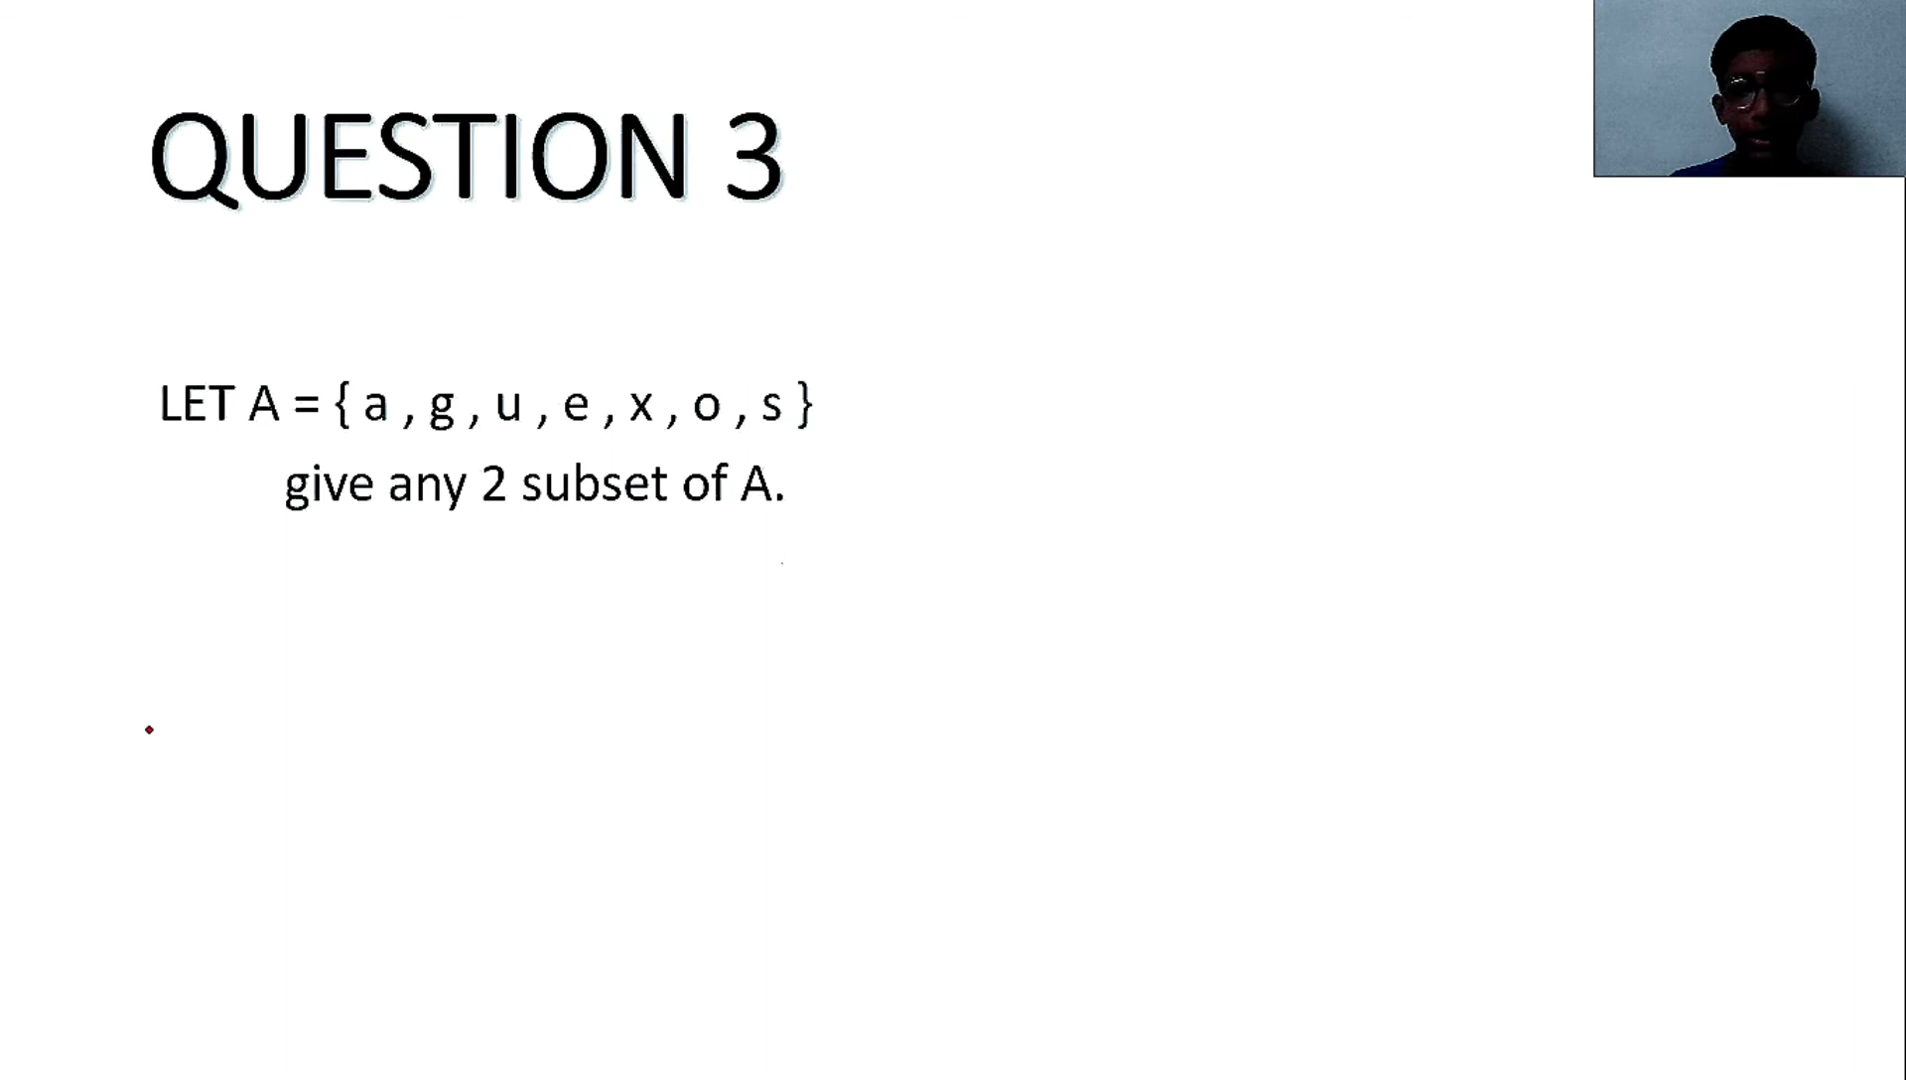 QUESTION 3
LET A = { a , g , u , e , x , o , s }
give any 2 subset of A.